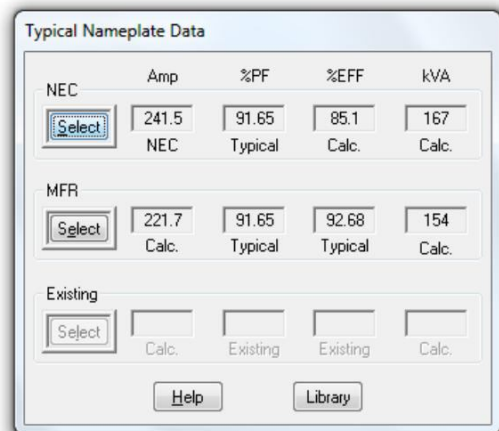 Typical Nameplate Data
Amp %PF %EFF kVA
NEC
Select 241.5 91.65 85.1 167
NEC Typical Calc. Calc.
MFR
Select 221.7 91.65 92.68 154
Calc. Typical Typical Calc.
Existing
Select
Calc. Existing Existing Calc.
Help Library